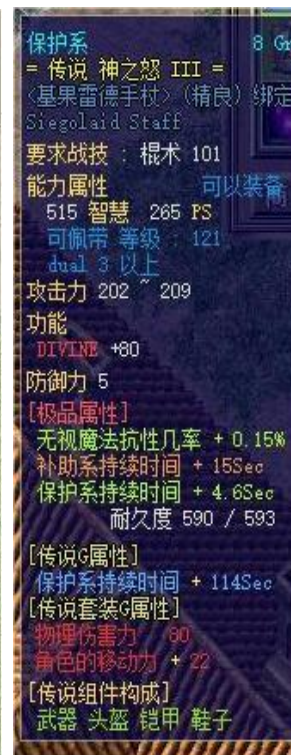 保护系 8 G
= 传说 神之怒 III =
<基果雷德手杖> (精良) 绑定
Siegolaid Staff
要求战技 : 棍术 101
能力属性 可以装备
515 智慧 265 PS
可佩带 等级 : 121
dual 3 以上
攻击力 202 ~ 209
功能
DIVINE +80
防御力 5
[极品属性]
无视魔法抗性几率 + 0.15%
补助系持续时间 + 15Sec
保护系持续时间 + 4.6Sec
耐久度 590 / 593
[传说G属性]
保护系持续时间 + 114Sec
[传说套装G属性]
物理伤害力 80
角色的移动力 + 22
[传说组件构成]
武器 头盔 铠甲 鞋子